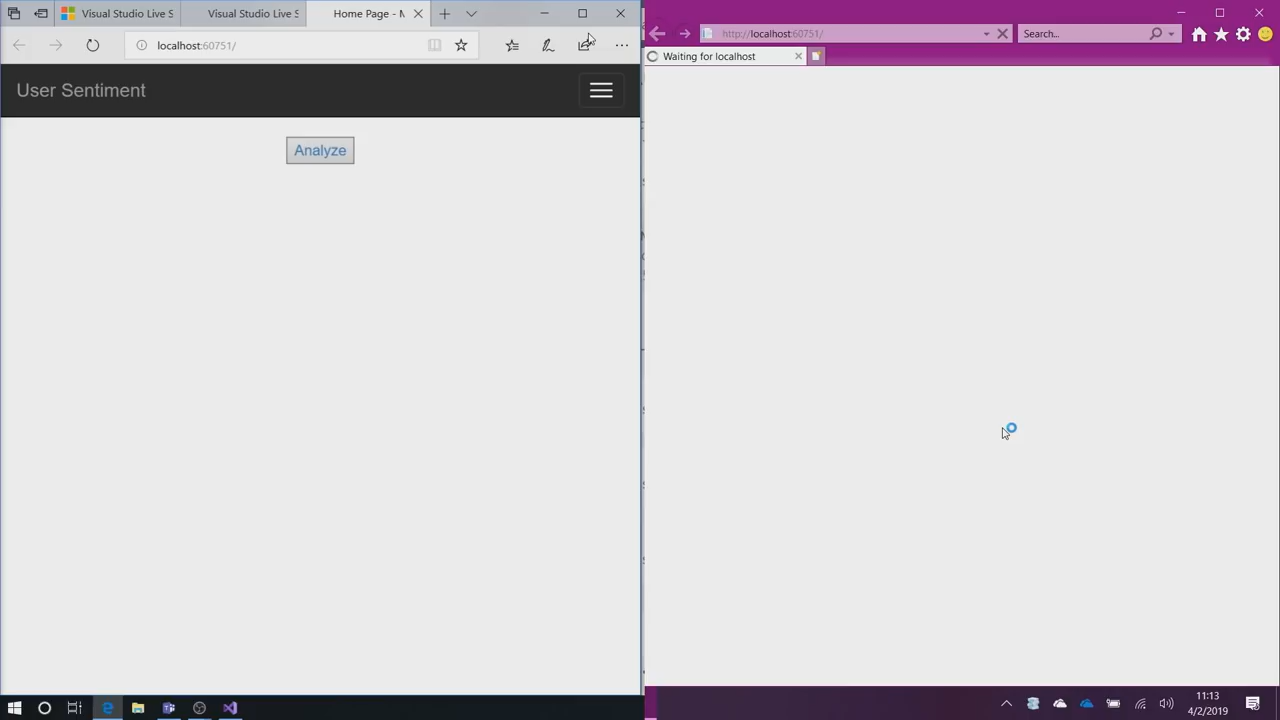 Visual Studio Live S
Visual Studio Live S
Home Page - M
localhost:60751/
User Sentiment
Analyze
http://localhost:60751/
Search...
Waiting for localhost
11:13
4/2/2019